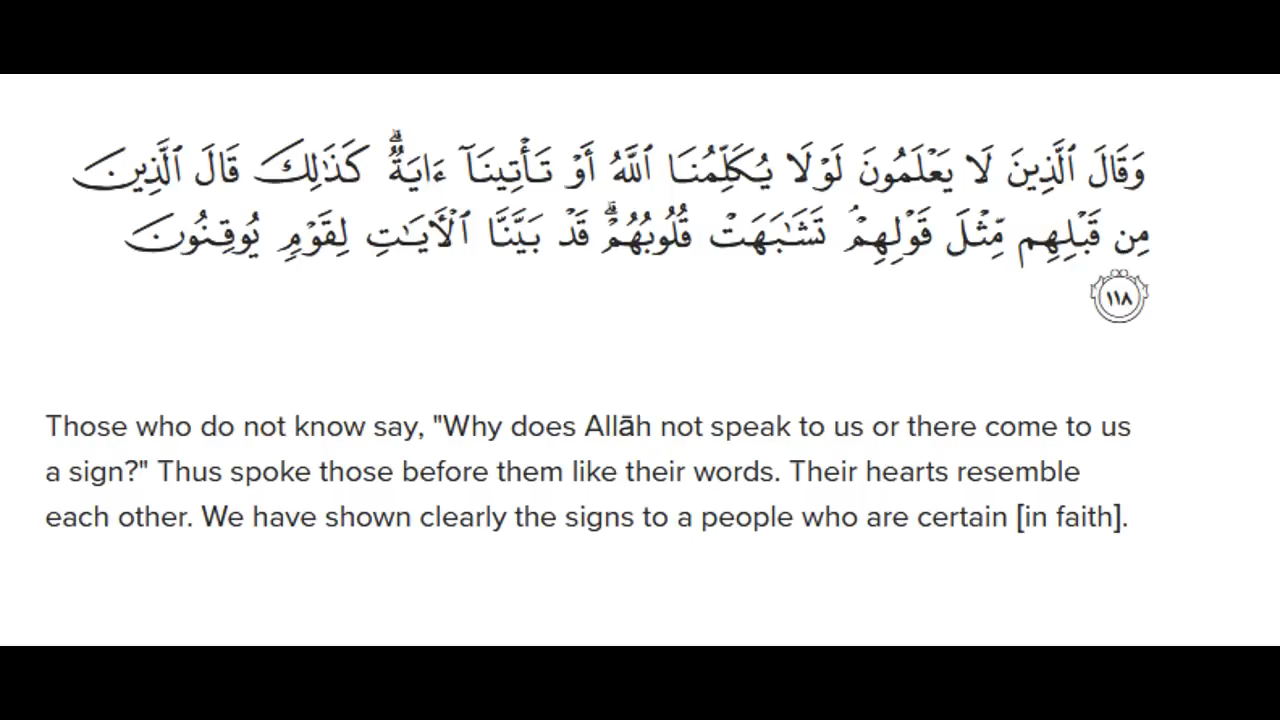 وَقَالَ ٱلَّذِينَ لَا يَعْلَمُونَ لَوْلَا يُكَلِّمُنَا ٱللَّهُ أَوْ تَأْتِينَآ ءَايَةٌۗ كَذَٰلِكَ قَالَ ٱلَّذِينَ
مِن قَبْلِهِم مِّثْلَ قَوْلِهِمْۘ تَشَـٰبَهَتْ قُلُوبُهُمْۗ قَدْ بَيَّنَّا ٱلْـَٔايَـٰتِ لِقَوْمٍ يُوقِنُونَ
١١٨
Those who do not know say, "Why does Allāh not speak to us or there come to us
a sign?" Thus spoke those before them like their words. Their hearts resemble
each other. We have shown clearly the signs to a people who are certain [in faith].